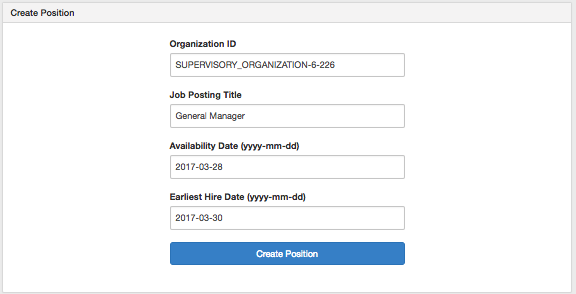 Create Position
Organization ID
SUPERVISORY_ORGANIZATION-6-226
Job Posting Title
General Manager
Availability Date (yyyy-mm-dd)
2017-03-28
Earliest Hire Date (yyyy-mm-dd)
2017-03-30
Create Position